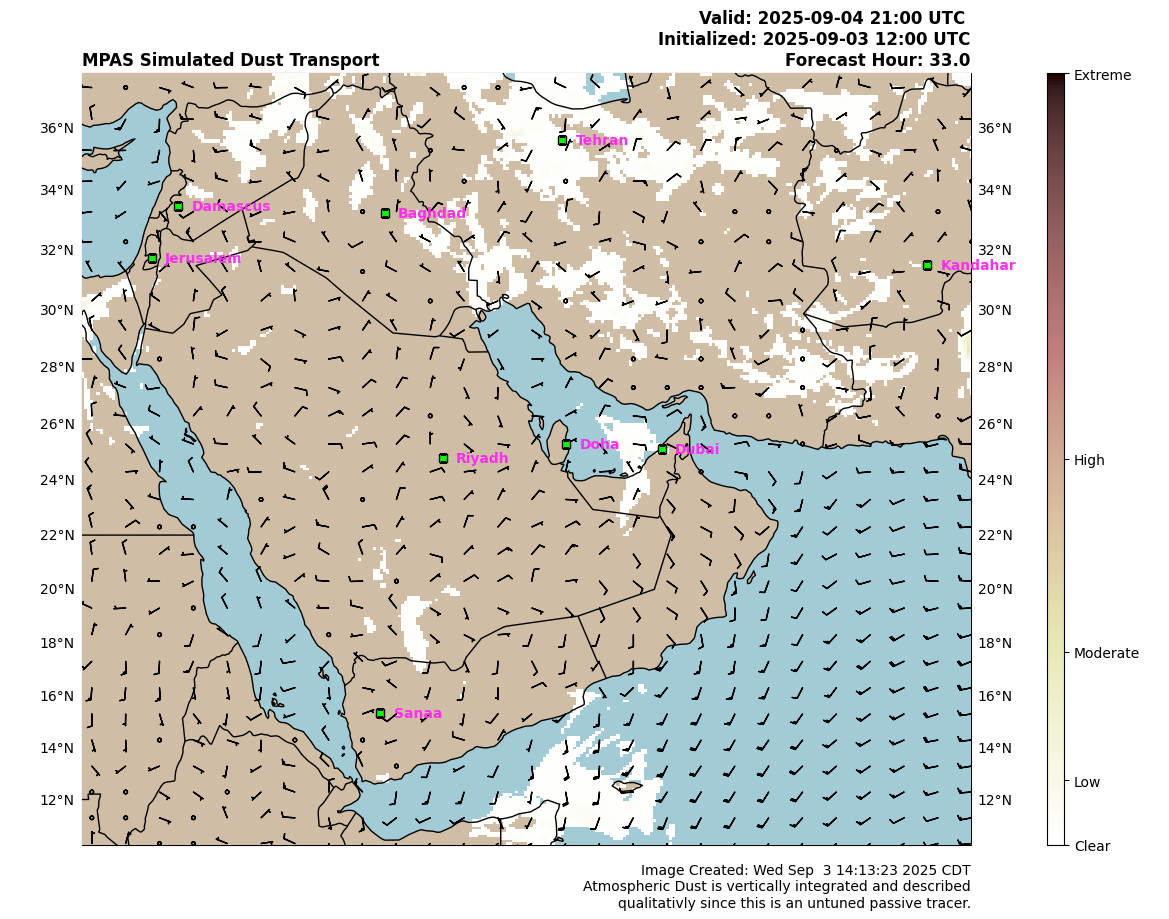 Valid: 2025-09-04 21:00 UTC
Initialized: 2025-09-03 12:00 UTC
MPAS Simulated Dust Transport
Forecast Hour: 33.0
Extreme
36°N
Tehran
36°N
34°N
Damascus
Baghdad
34°N
32°N
Jerusalem
32°N
Kandahar
30°N
30°N
28°N
28°N
26°N
26°N
Doha
Dubai
Riyadh
High
24°N
24°N
22°N
22°N
20°N
20°N
18°N
18°N
Moderate
16°N
16°N
Sanaa
14°N
14°N
Low
12°N
12°N
Clear
Image Created: Wed Sep  3 14:13:23 2025 CDT
Atmospheric Dust is vertically integrated and described
qualitativly since this is an untuned passive tracer.